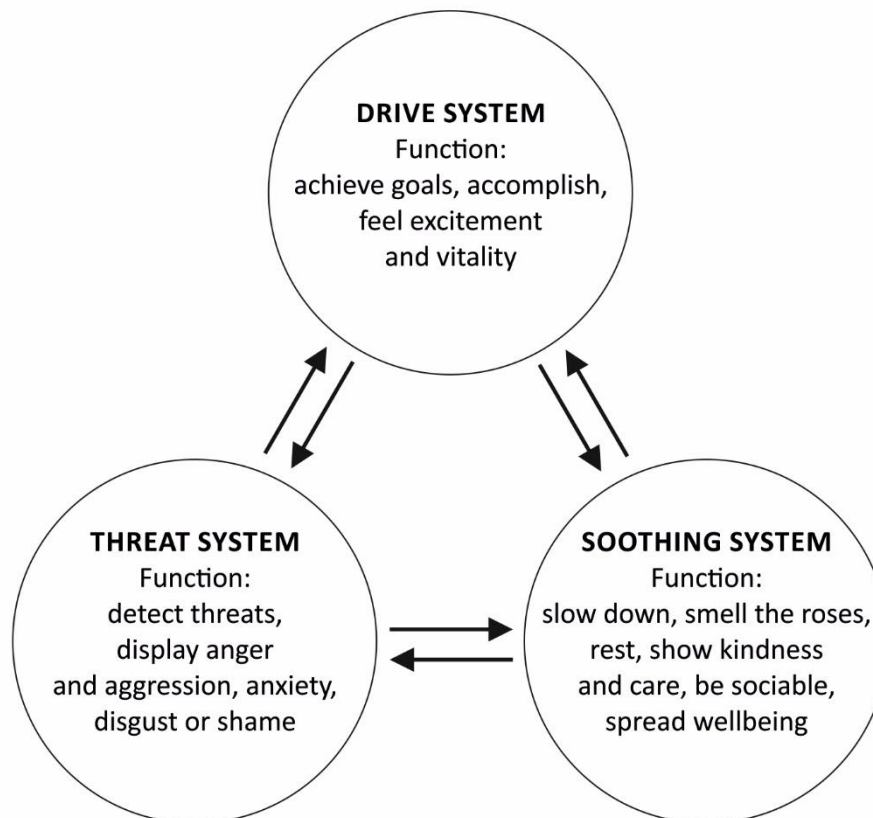 DRIVE SYSTEM
Function:
achieve goals, accomplish,
feel excitement
and vitality
THREAT SYSTEM
Function:
detect threats,
display anger
and aggression, anxiety,
disgust or shame
SOOTHING SYSTEM
Function:
slow down, smell the roses,
rest, show kindness
and care, be sociable,
spread wellbeing